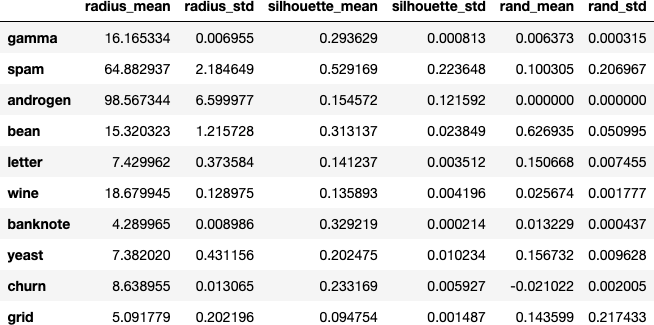 radius_mean radius_std silhouette_mean silhouette_std rand_mean rand_std
gamma 16.165334 0.006955 0.293629 0.000813 0.006373 0.000315
spam 64.882937 2.184649 0.529169 0.223648 0.100305 0.206967
androgen 98.567344 6.599977 0.154572 0.121592 0.000000 0.000000
bean 15.320323 1.215728 0.313137 0.023849 0.626935 0.050995
letter 7.429962 0.373584 0.141237 0.003512 0.150668 0.007455
wine 18.679945 0.128975 0.135893 0.004196 0.025674 0.001777
banknote 4.289965 0.008986 0.329219 0.000214 0.013229 0.000437
yeast 7.382020 0.431156 0.202475 0.010234 0.156732 0.009628
churn 8.638955 0.013065 0.233169 0.005927 -0.021022 0.002005
grid 5.091779 0.202196 0.094754 0.001487 0.143599 0.217433